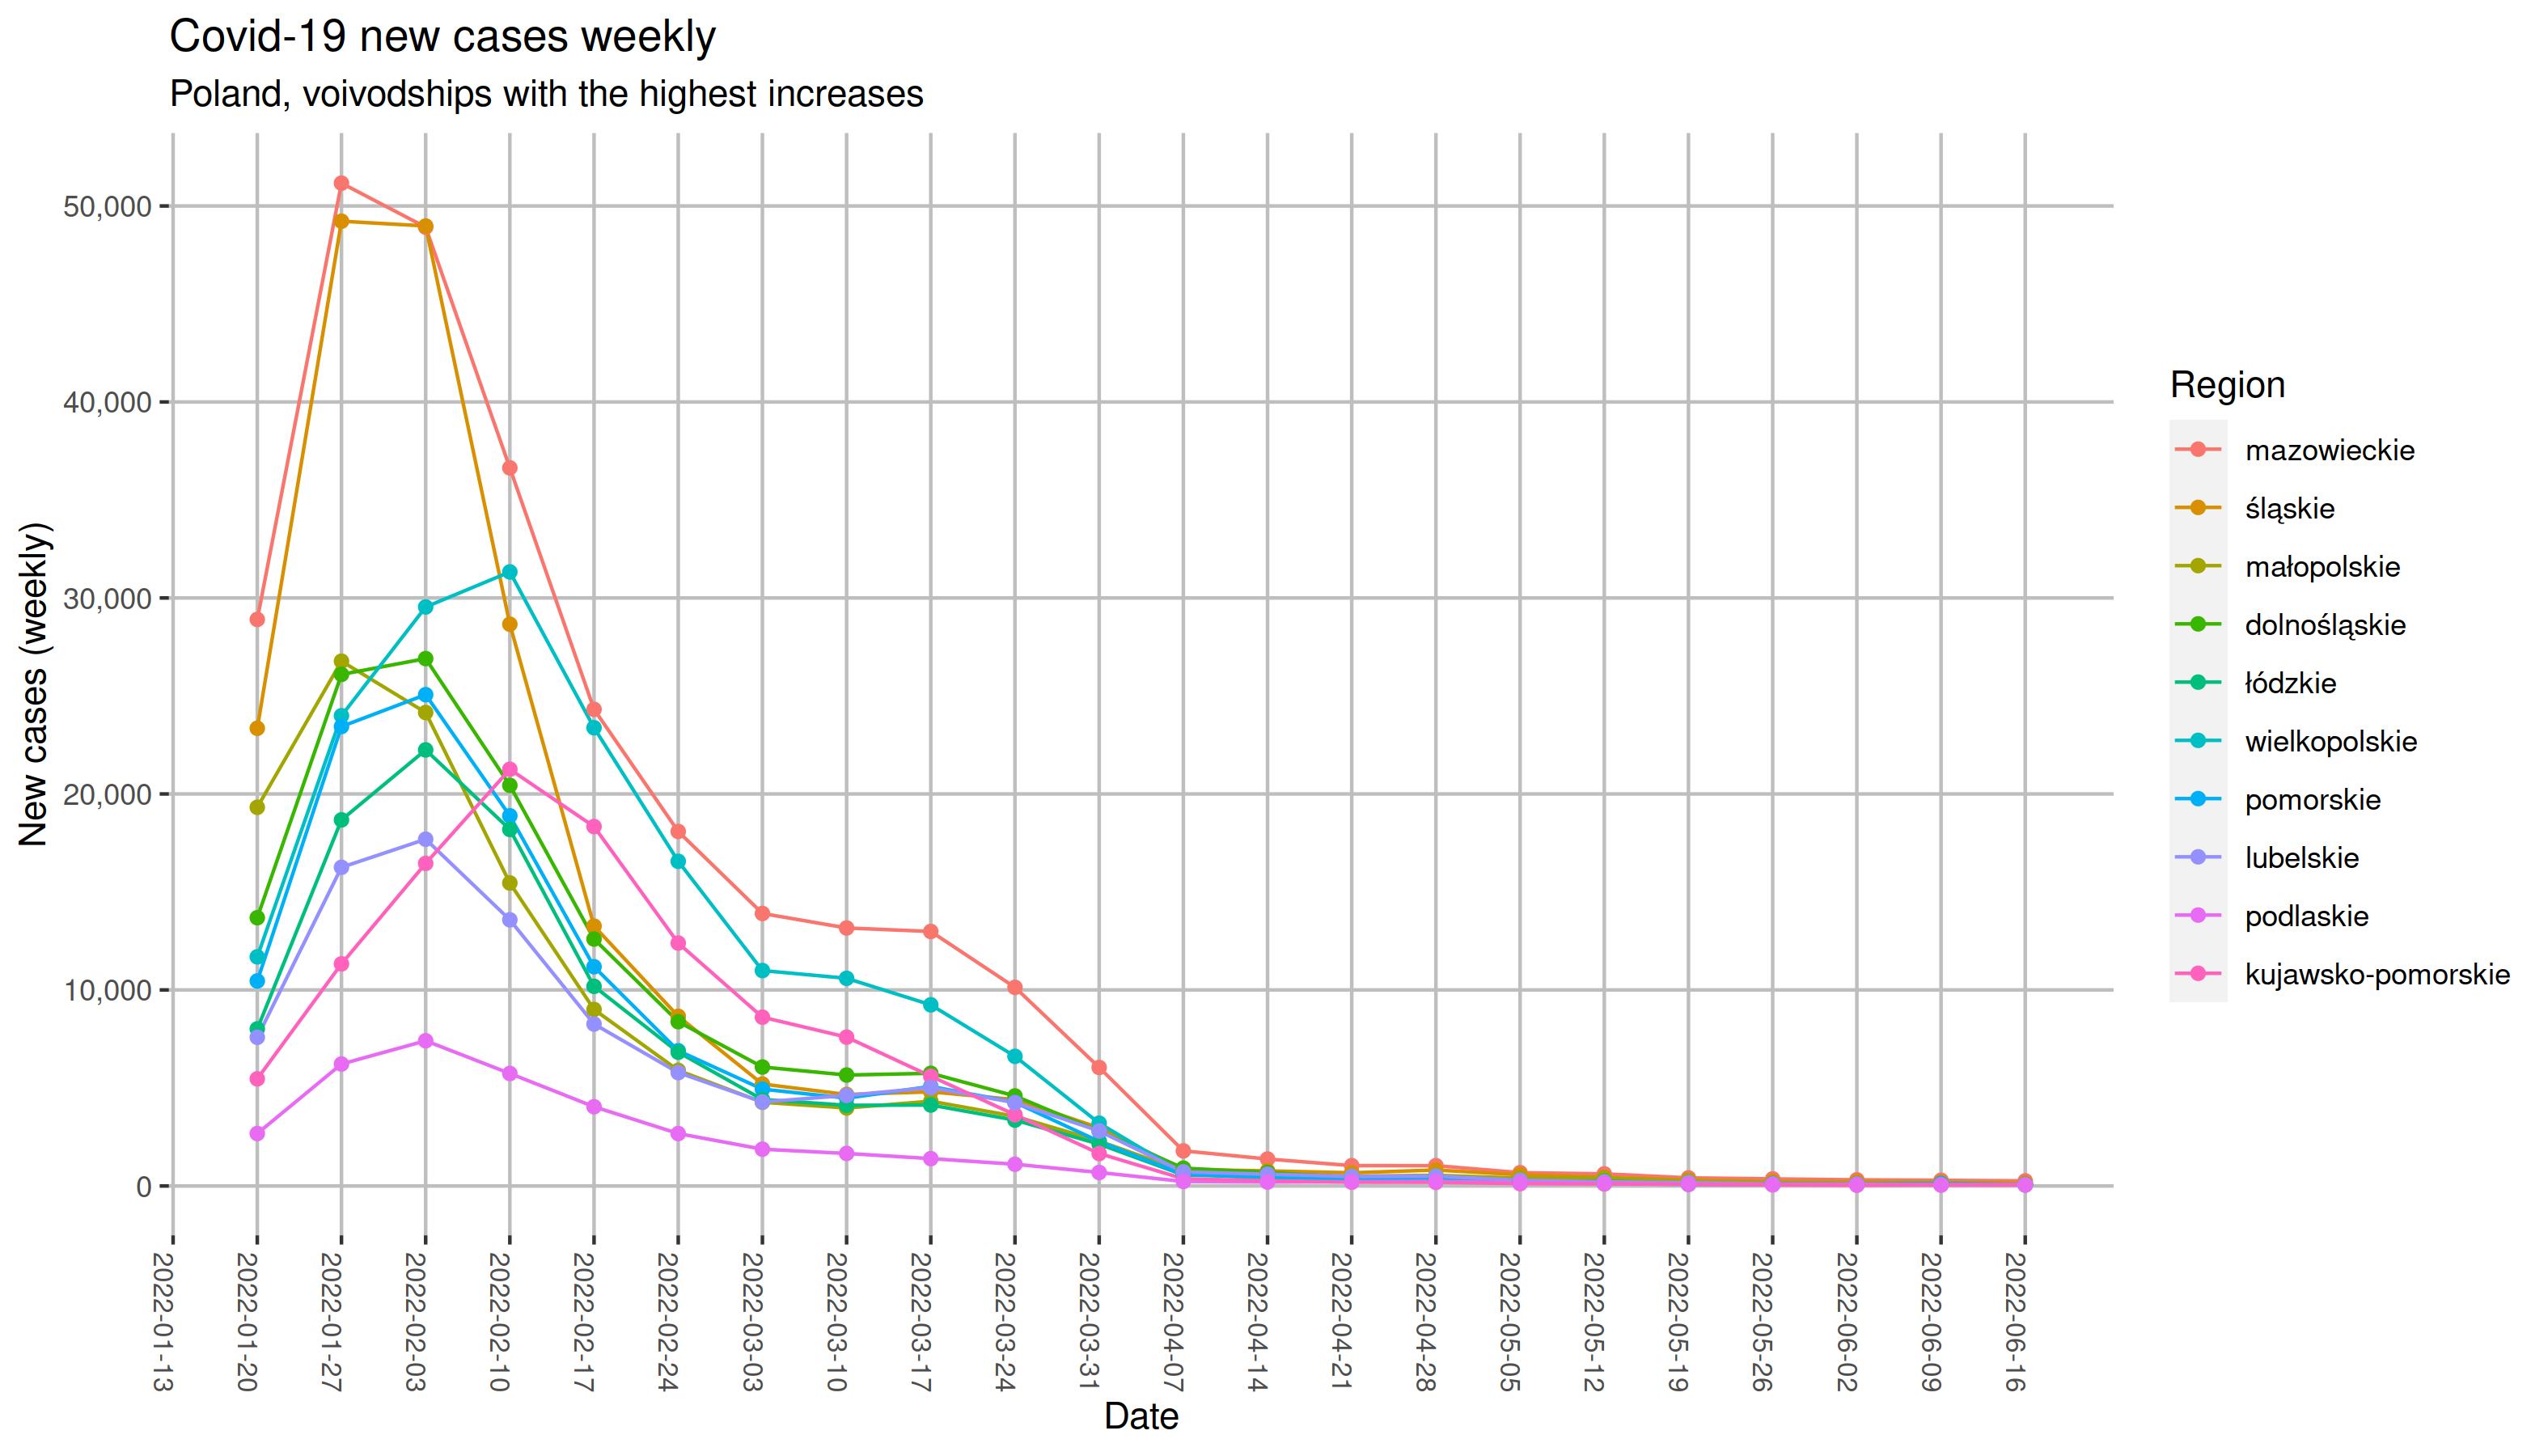 Covid-19 new cases weekly
Poland, voivodships with the highest increases
New cases (weekly)
50,000
40,000
30,000
20,000
10,000
0
2022-01-13
2022-01-20
2022-01-27
2022-02-03
2022-02-10
2022-02-17
2022-02-24
2022-03-03
2022-03-10
2022-03-17
2022-03-24
2022-03-31
2022-04-07
2022-04-14
2022-04-21
2022-04-28
2022-05-05
2022-05-12
2022-05-19
2022-05-26
2022-06-02
2022-06-09
2022-06-16
Date
Region
mazowieckie
śląskie
małopolskie
dolnośląskie
łódzkie
wielkopolskie
pomorskie
lubelskie
podlaskie
kujawsko-pomorskie